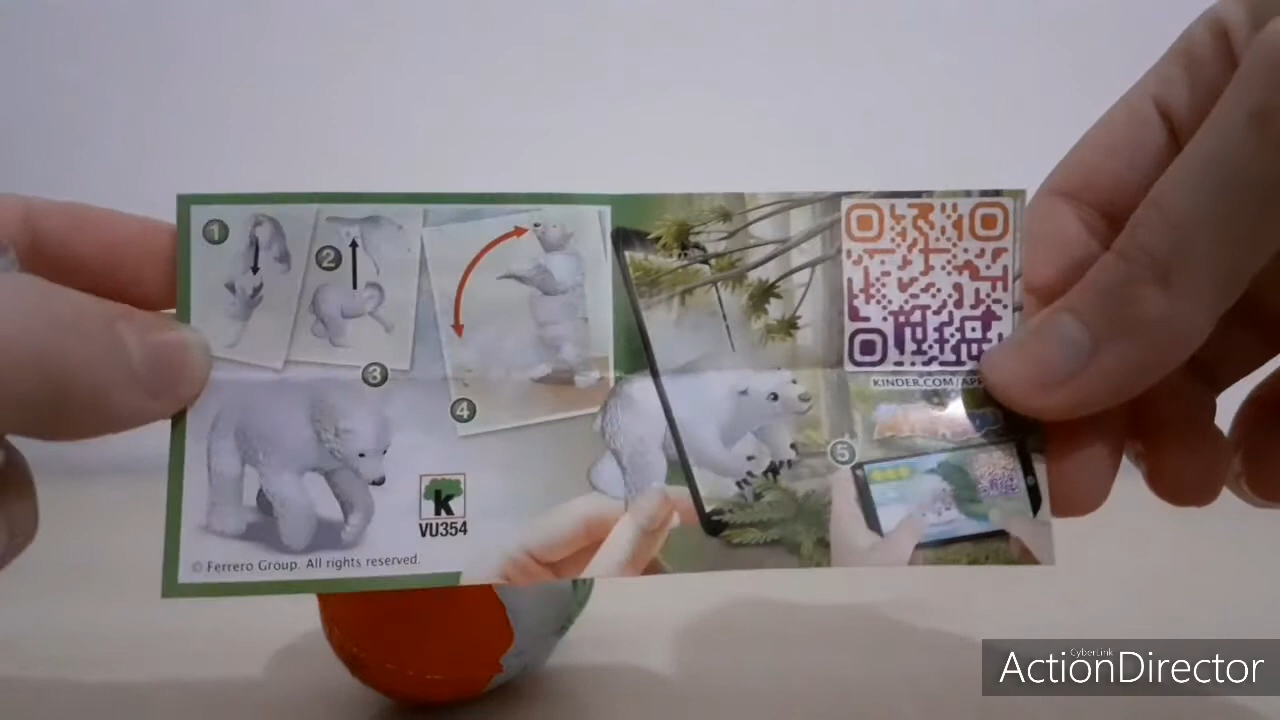 1
2
3
4
KINDER.COM/APP
5
k
VU354
© Ferrero Group. All rights reserved.
CyberLink
ActionDirector